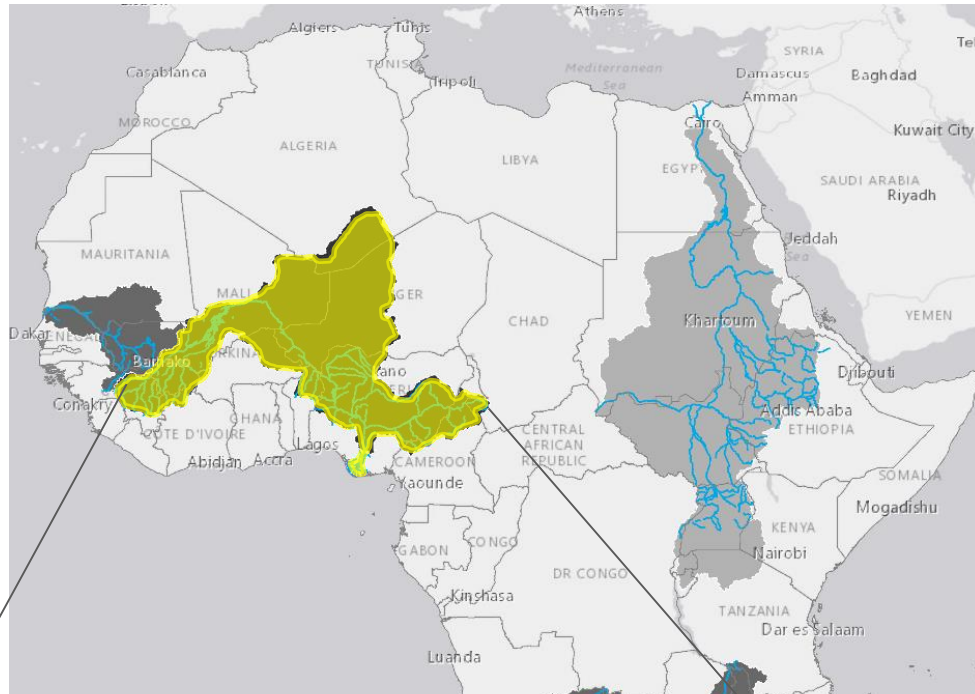 Athens
Algiers
Tunis
SYRIA
TUNISIA
Mediterranean
Sea
Damascus
Baghdad
Casablanca
Tripoli
Amman
Cairo
Kuwait City
MOROCCO
ALGERIA
LIBYA
EGYPT
SAUDI ARABIA
Riyadh
Jeddah
Sea
MAURITANIA
MALI
CHAD
YEMEN
Khartoum
Dakar
Bamako
Djibouti
Conakry
GHANA
Addis Ababa
COTE D'IVOIRE
Lagos
CENTRAL
AFRICAN
REPUBLIC
ETHIOPIA
Abidjan
Accra
CAMEROON
Yaounde
SOMALIA
Mogadishu
GABON
CONGO
KENYA
DR CONGO
Nairobi
Kinshasa
TANZANIA
Dar es Salaam
Luanda